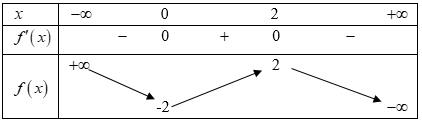 x −∞ 0 2 +∞
f'(x) − 0 + 0 −
+∞ 2
f(x)
-2 −∞